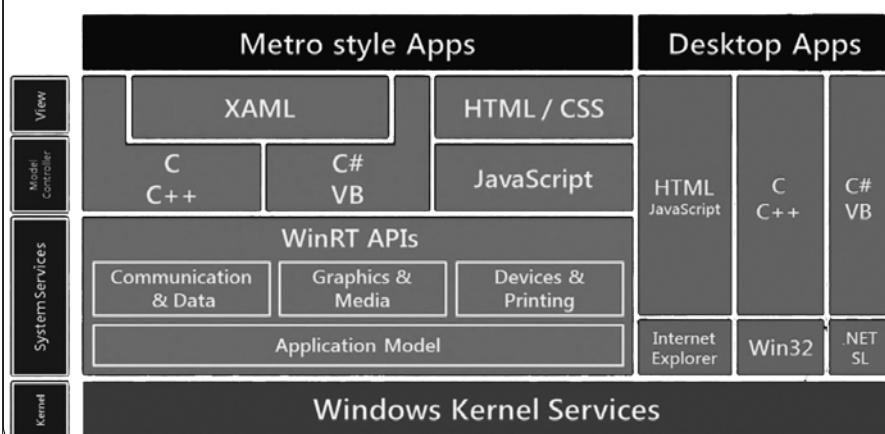 Metro style Apps
Desktop Apps
View
XAML
HTML / CSS
Model
Controller
C
C++
C#
VB
JavaScript
HTML
JavaScript
C
C++
C#
VB
System Services
WinRT APIs
Communication
& Data
Graphics &
Media
Devices &
Printing
Application Model
Internet
Explorer
Win32
.NET
SL
Kernel
Windows Kernel Services